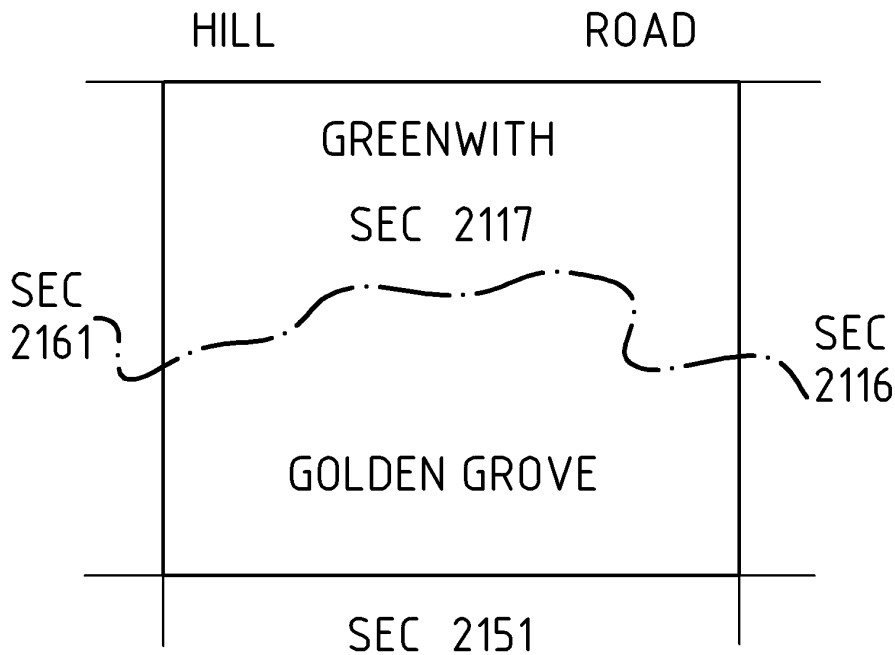 HILL ROAD
GREENWITH
SEC 2117
SEC
2161
SEC
2116
GOLDEN GROVE
SEC 2151